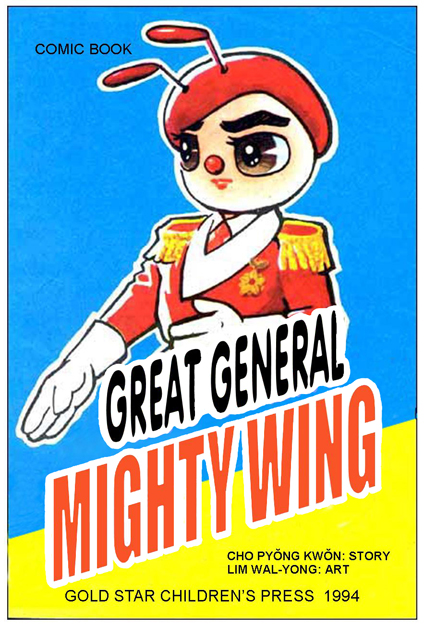 COMIC BOOK
GREAT GENERAL
MIGHTY WING
CHO PYŎNG KWŎN: STORY
LIM WAL-YONG: ART
GOLD STAR CHILDREN'S PRESS 1994